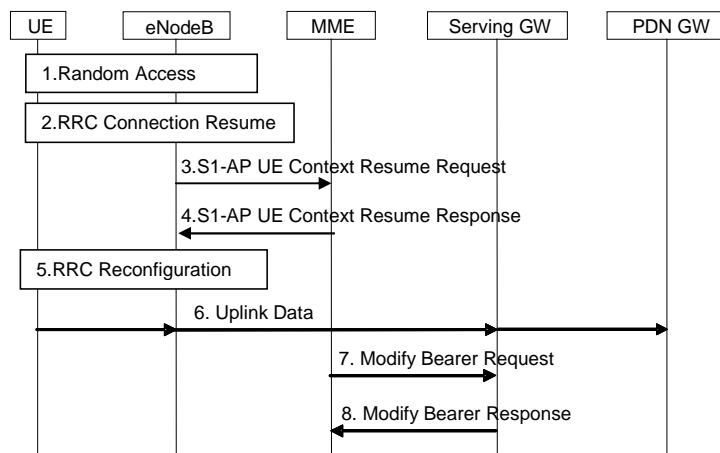 UE
eNodeB
MME
Serving GW
PDN GW
1.Random Access
2.RRC Connection Resume
3.S1-AP UE Context Resume Request
4.S1-AP UE Context Resume Response
5.RRC Reconfiguration
6. Uplink Data
7. Modify Bearer Request
8. Modify Bearer Response